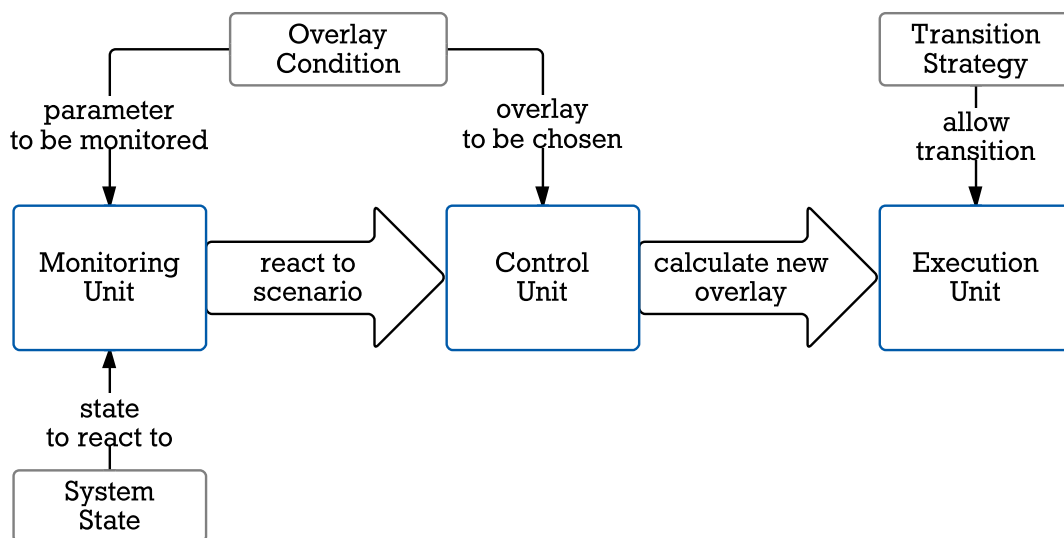 Overlay
Condition
Transition
Strategy
parameter
to be monitored
overlay
to be chosen
allow
transition
Monitoring
Unit
react to
scenario
Control
Unit
calculate new
overlay
Execution
Unit
state
to react to
System
State